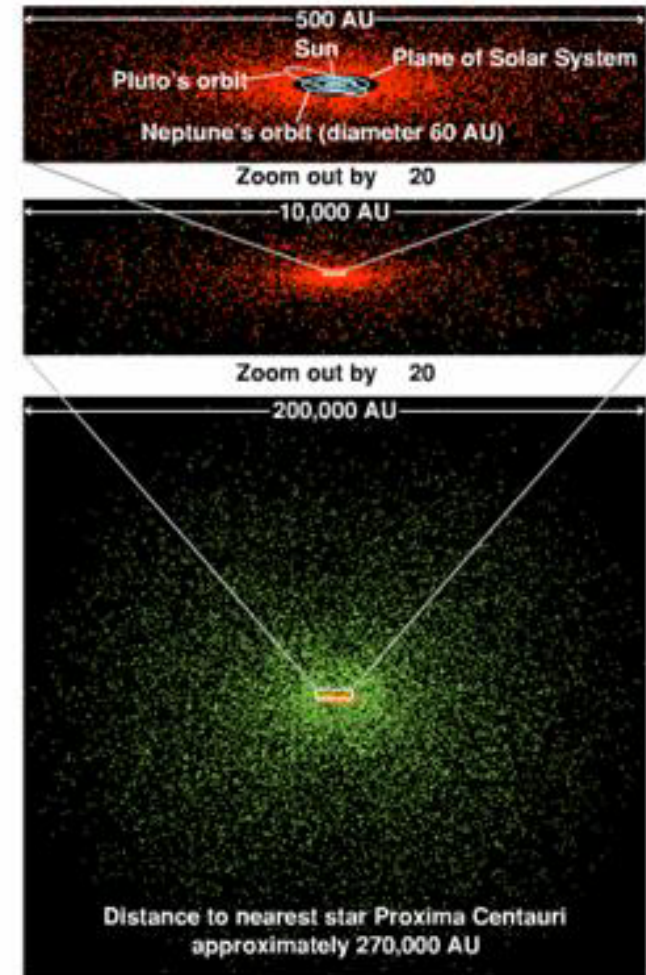 500 AU
Sun
Plane of Solar System
Pluto's orbit
Neptune's orbit (diameter 60 AU)
Zoom out by 20
10,000 AU
Zoom out by 20
200,000 AU
Distance to nearest star Proxima Centauri
approximately 270,000 AU